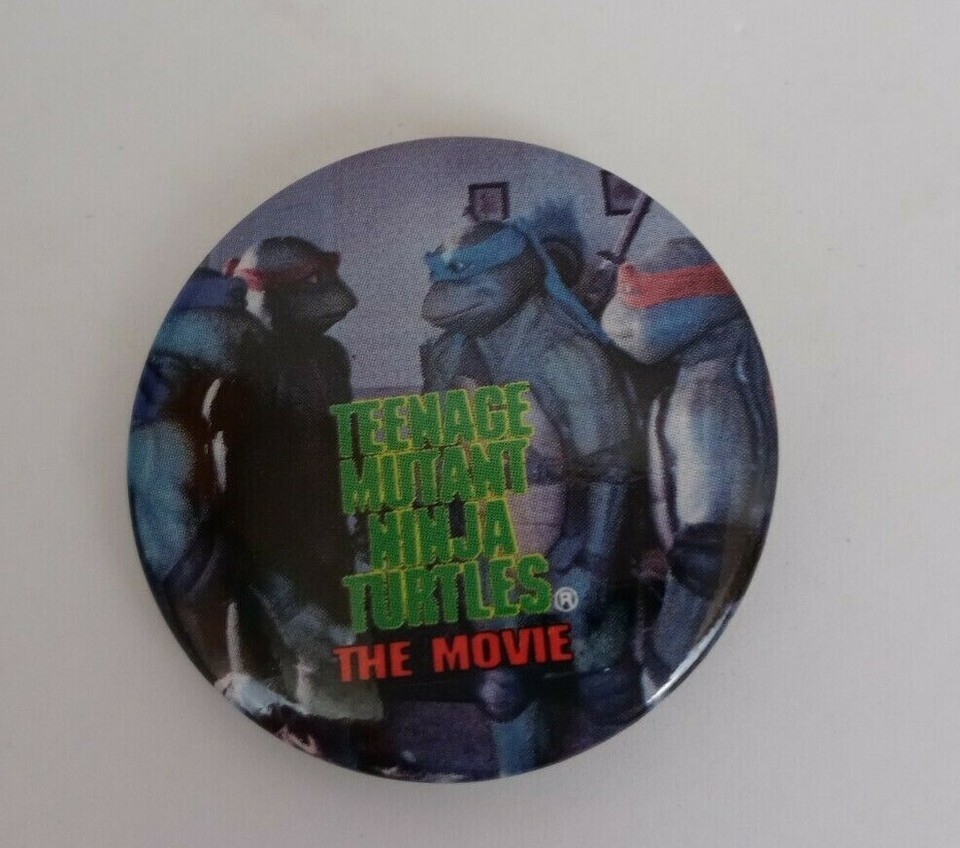 TEENAGE
MUTANT
NINJA
TURTLES®
THE MOVIE